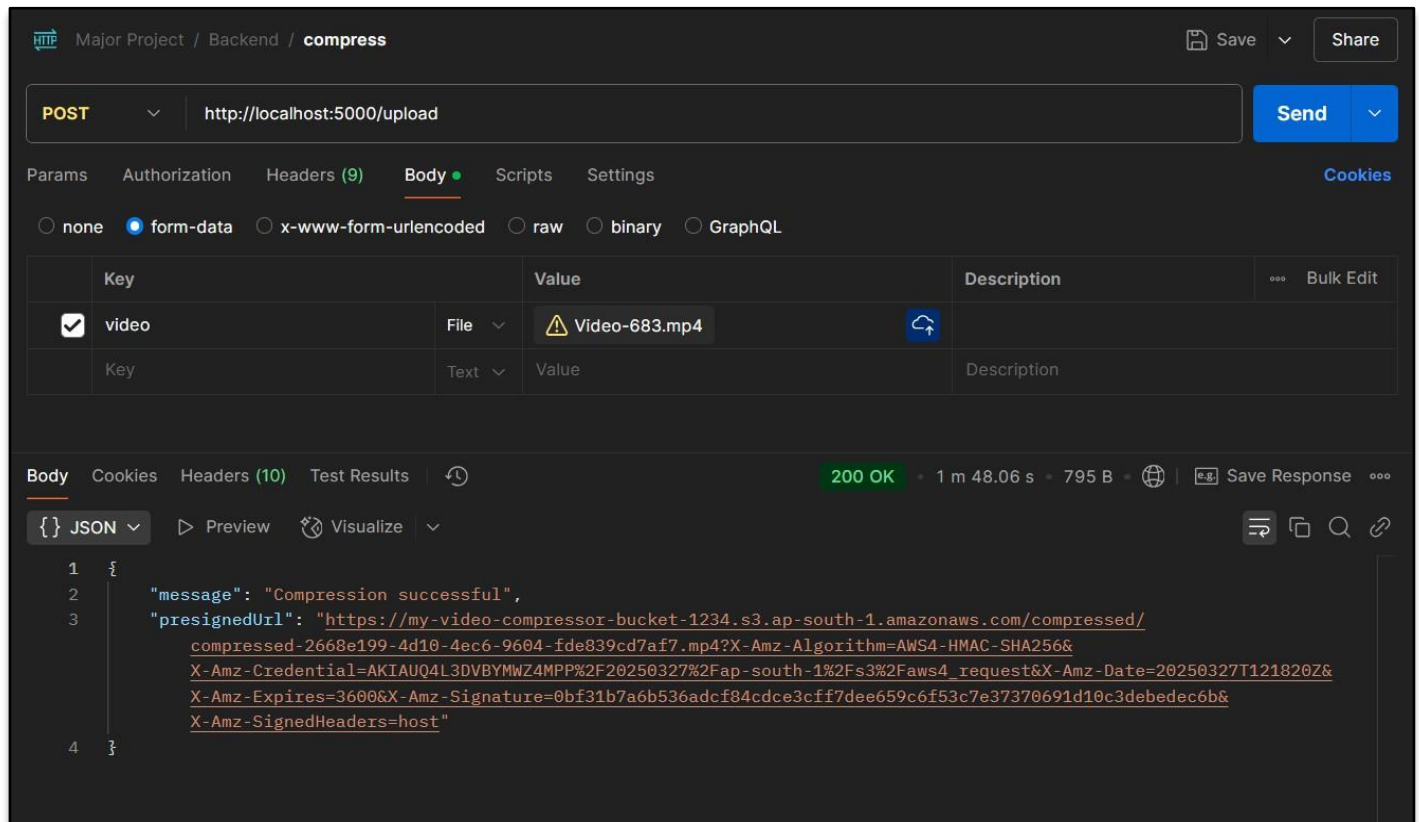 HTTP Major Project / Backend / compress Save Share
POST http://localhost:5000/upload Send
Params Authorization Headers (9) Body Scripts Settings Cookies
none form-data x-www-form-urlencoded raw binary GraphQL
Key Value Description Bulk Edit
video File Video-683.mp4
Key Text Value Description
Body Cookies Headers (10) Test Results 200 OK 1 m 48.06 s 795 B e.g. Save Response
{} JSON Preview Visualize
1 {
2 "message": "Compression successful",
3 "presignedUrl": "https://my-video-compressor-bucket-1234.s3.ap-south-1.amazonaws.com/compressed/
compressed-2668e199-4d10-4ec6-9604-fde839cd7af7.mp4?X-Amz-Algorithm=AWS4-HMAC-SHA256&
X-Amz-Credential=AKIAUQ4L3DVBYMWZ4MPP%2F20250327%2Fap-south-1%2Fs3%2Faws4_request&X-Amz-Date=20250327T121820Z&
X-Amz-Expires=3600&X-Amz-Signature=0bf31b7a6b536adcf84cdce3cff7dee659c6f53c7e37370691d10c3debedec6b&
X-Amz-SignedHeaders=host"
4 }